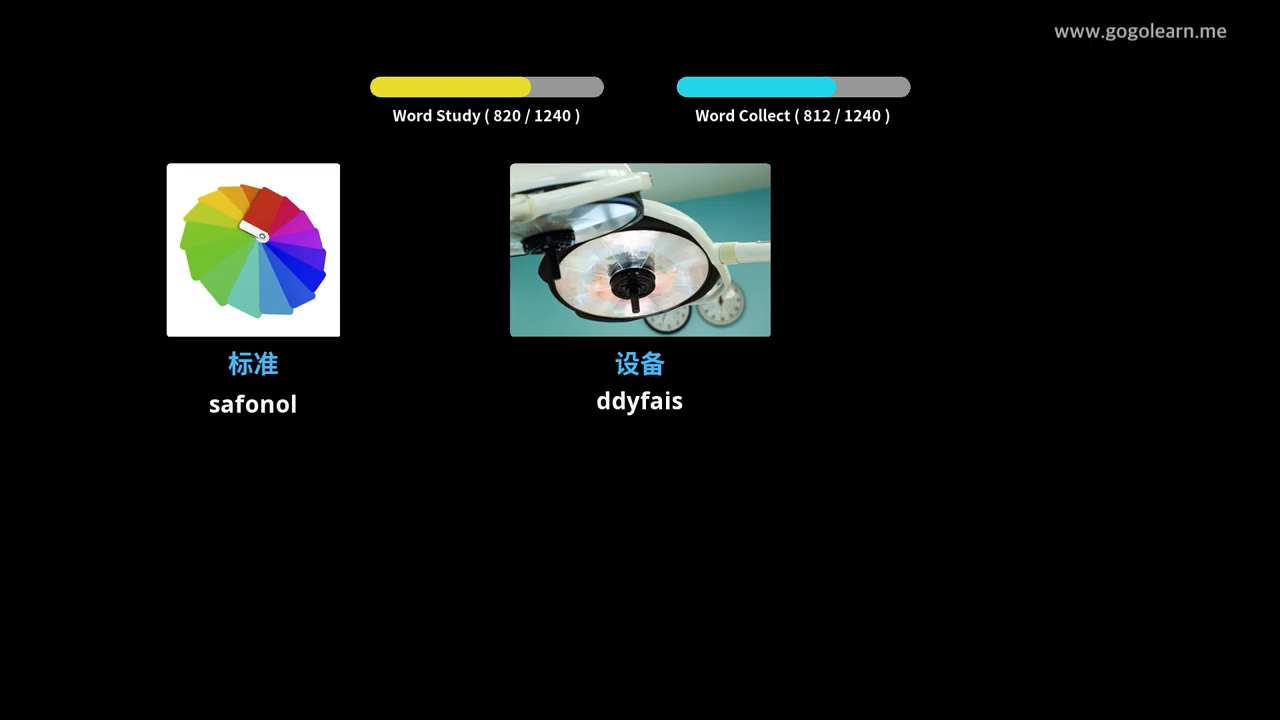 www.gogolearn.me
Word Study ( 820 / 1240 )
Word Collect ( 812 / 1240 )
标准
safonol
设备
ddyfais